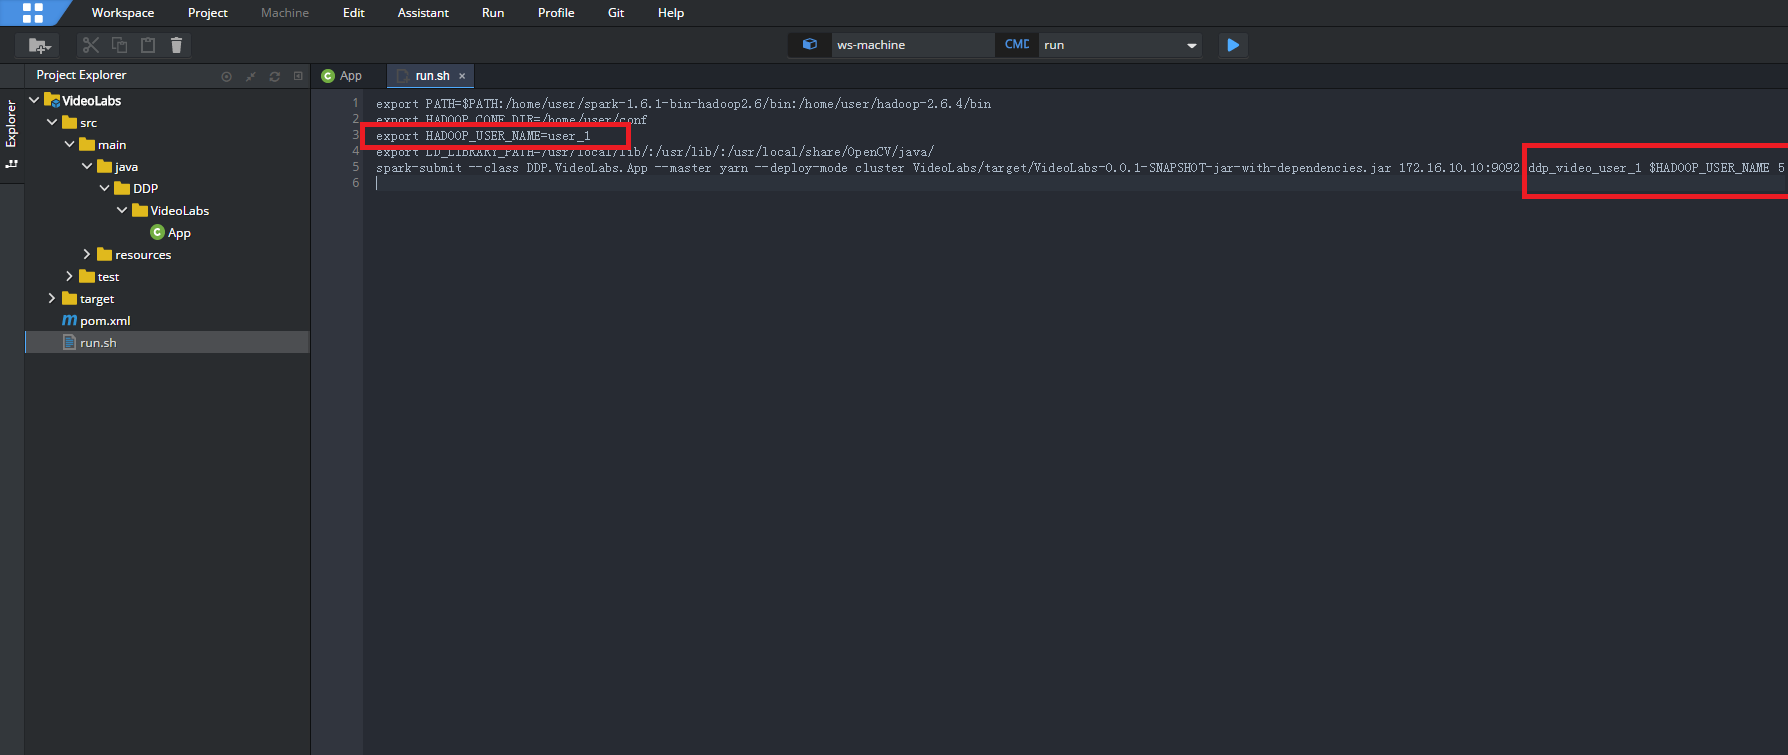 Workspace Project Machine Edit Assistant Run Profile Git Help
ws-machine CMD run
Project Explorer
App run.sh ×
Explorer
VideoLabs
src
main
java
DDP
VideoLabs
App
resources
test
target
pom.xml
run.sh
1 export PATH=$PATH:/home/user/spark-1.6.1-bin-hadoop2.6/bin:/home/user/hadoop-2.6.4/bin
2 export HADOOP_CONF_DIR=/home/user/conf
3 export HADOOP_USER_NAME=user_1
4 export LD_LIBRARY_PATH=/usr/local/lib/:/usr/lib/:/usr/local/share/OpenCV/java/
5 spark-submit --class DDP.VideoLabs.App --master yarn --deploy-mode cluster VideoLabs/target/VideoLabs-0.0.1-SNAPSHOT-jar-with-dependencies.jar 172.16.10.10:9092 ddp_video_user_1 $HADOOP_USER_NAME 5
6